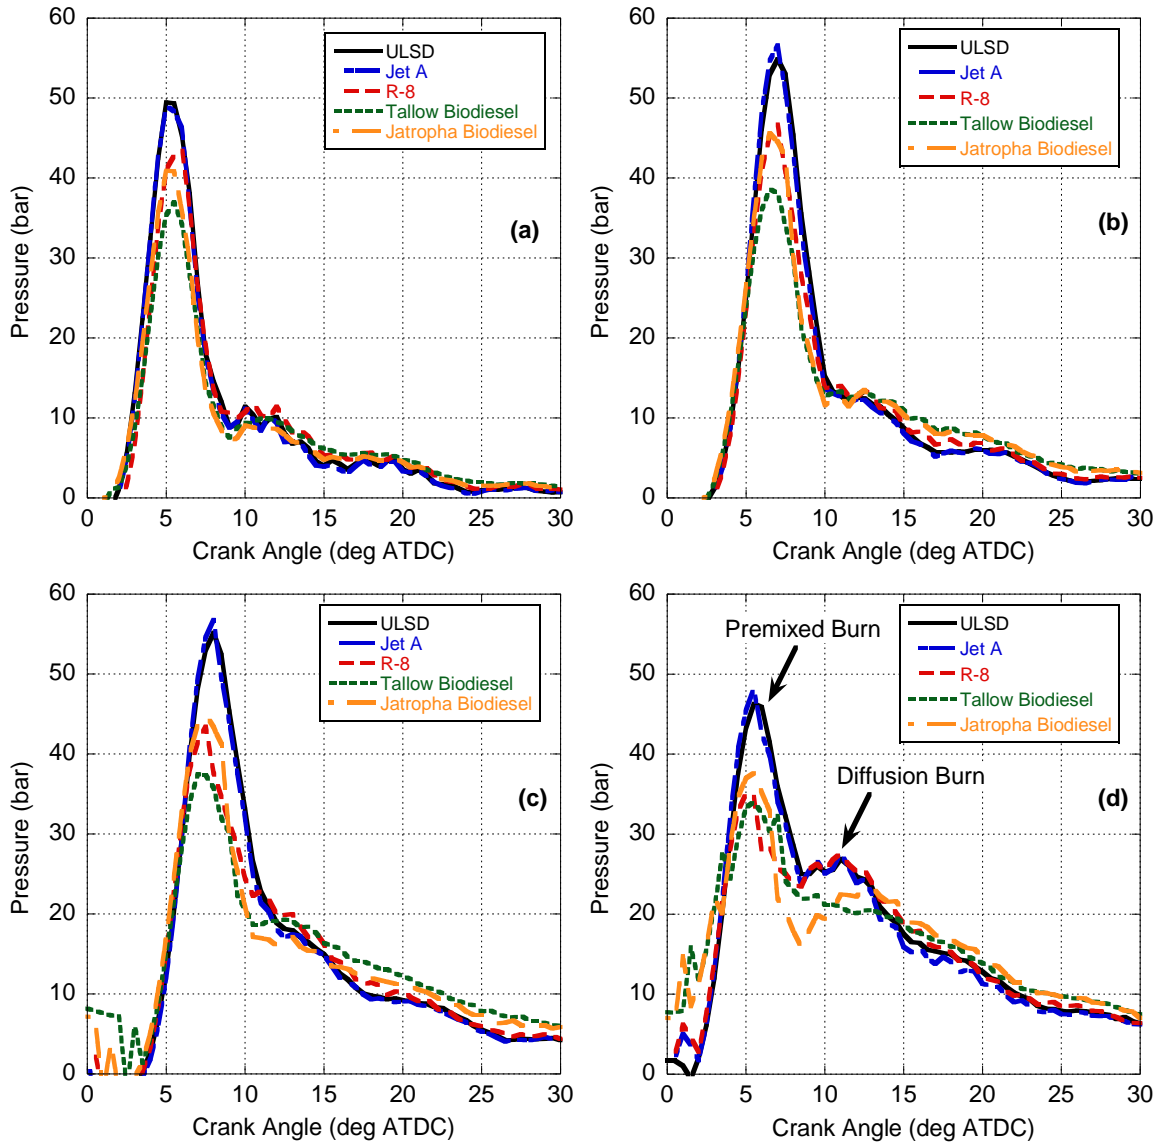 60
50
40
30
20
10
0
Pressure (bar)
ULSD
Jet A
R-8
Tallow Biodiesel
Jatropha Biodiesel
(a)
0 5 10 15 20 25 30
Crank Angle (deg ATDC)
60
50
40
30
20
10
0
Pressure (bar)
ULSD
Jet A
R-8
Tallow Biodiesel
Jatropha Biodiesel
(b)
0 5 10 15 20 25 30
Crank Angle (deg ATDC)
60
50
40
30
20
10
0
Pressure (bar)
ULSD
Jet A
R-8
Tallow Biodiesel
Jatropha Biodiesel
(c)
0 5 10 15 20 25 30
Crank Angle (deg ATDC)
60
50
40
30
20
10
0
Pressure (bar)
ULSD
Jet A
R-8
Tallow Biodiesel
Jatropha Biodiesel
Premixed Burn
Diffusion Burn
(d)
0 5 10 15 20 25 30
Crank Angle (deg ATDC)